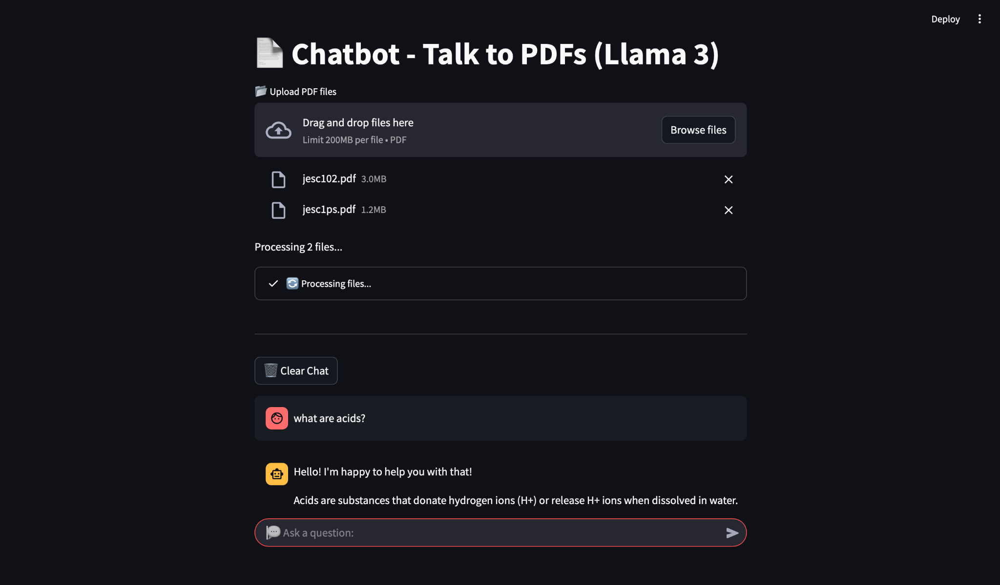 Deploy
Chatbot - Talk to PDFs (Llama 3)
Upload PDF files
Drag and drop files here
Limit 200MB per file • PDF
Browse files
jesc102.pdf 3.0MB
jesc1ps.pdf 1.2MB
Processing 2 files...
Processing files...
Clear Chat
what are acids?
Hello! I'm happy to help you with that!
Acids are substances that donate hydrogen ions (H+) or release H+ ions when dissolved in water.
Ask a question: